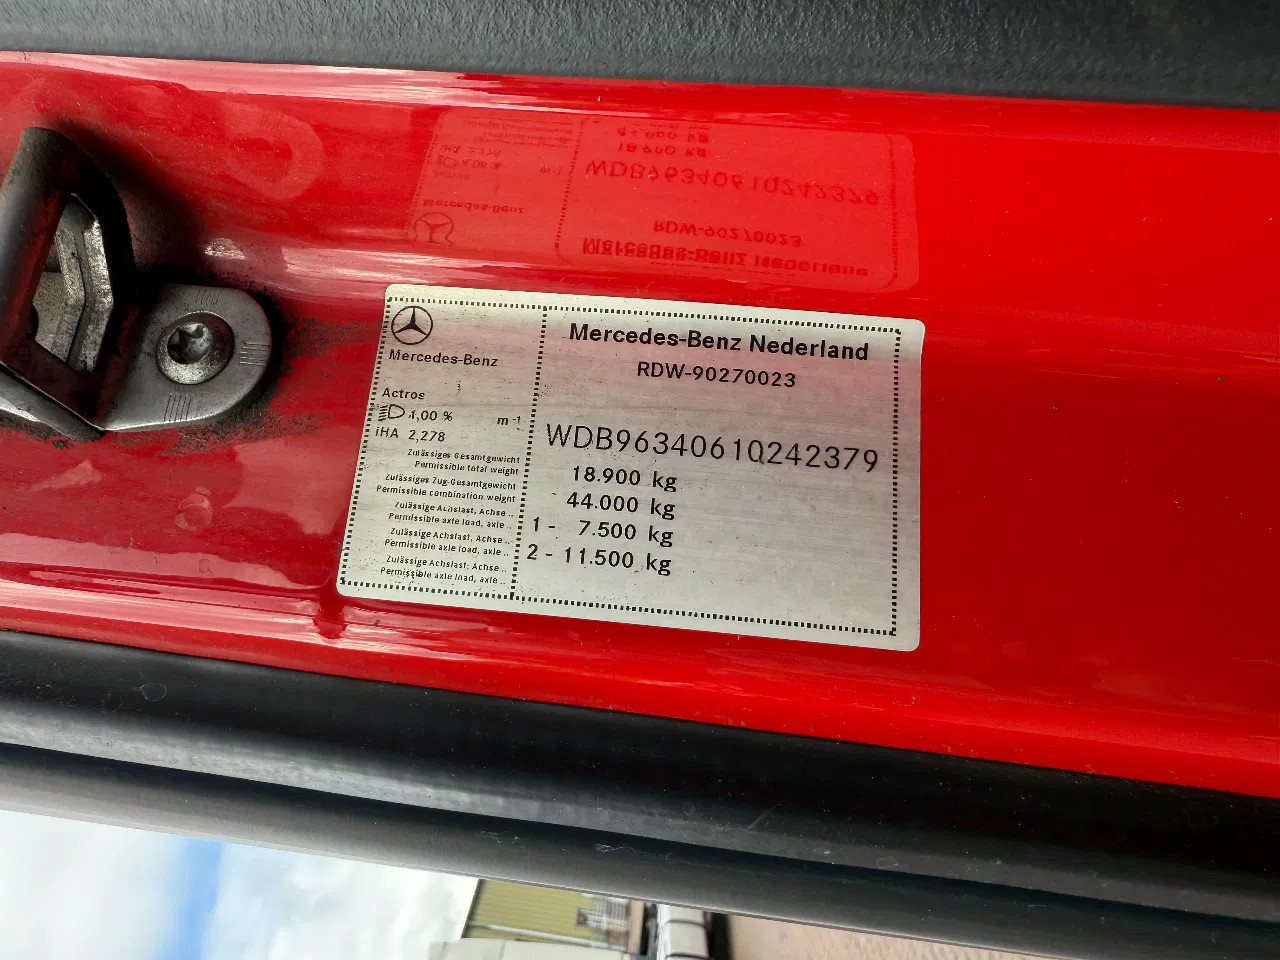 Mercedes-Benz
Mercedes-Benz Nederland
RDW-90270023
Actros
1,00 % m⁻¹
iHA 2,278
WDB9634061Q242379
Zulässiges Gesamtgewicht
Permissible total weight
18.900 kg
Zulässiges Zug-Gesamtgewicht
Permissible combination weight
44.000 kg
Zulässige Achslast, Achse ..
Permissible axle load, axle ..
1 - 7.500 kg
Zulässige Achslast, Achse ..
Permissible axle load, axle ..
2 - 11.500 kg
Zulässige Achslast, Achse ..
Permissible axle load, axle ..